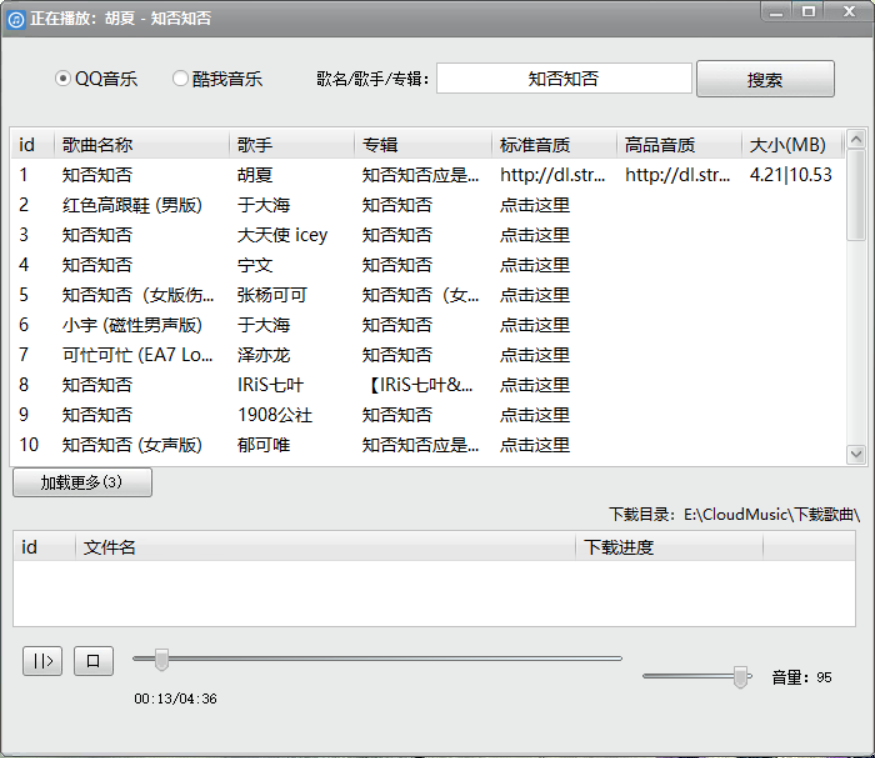 正在播放：胡夏 - 知否知否
QQ音乐 酷我音乐 歌名/歌手/专辑： 知否知否 搜索
id 歌曲名称 歌手 专辑 标准音质 高品音质 大小(MB)
1 知否知否 胡夏 知否知否应是... http://dl.str... http://dl.str... 4.21|10.53
2 红色高跟鞋 (男版) 于大海 知否知否 点击这里
3 知否知否 大天使 icey 知否知否 点击这里
4 知否知否 宁文 知否知否 点击这里
5 知否知否（女版伤... 张杨可可 知否知否（女... 点击这里
6 小宇 (磁性男声版) 于大海 知否知否 点击这里
7 可忙可忙 (EA7 Lo... 泽亦龙 知否知否 点击这里
8 知否知否 IRiS七叶 【IRiS七叶&... 点击这里
9 知否知否 1908公社 知否知否 点击这里
10 知否知否 (女声版) 郁可唯 知否知否应是... 点击这里
加载更多(3)
下载目录：E:\CloudMusic\下载歌曲\
id 文件名 下载进度
00:13/04:36
音量：95